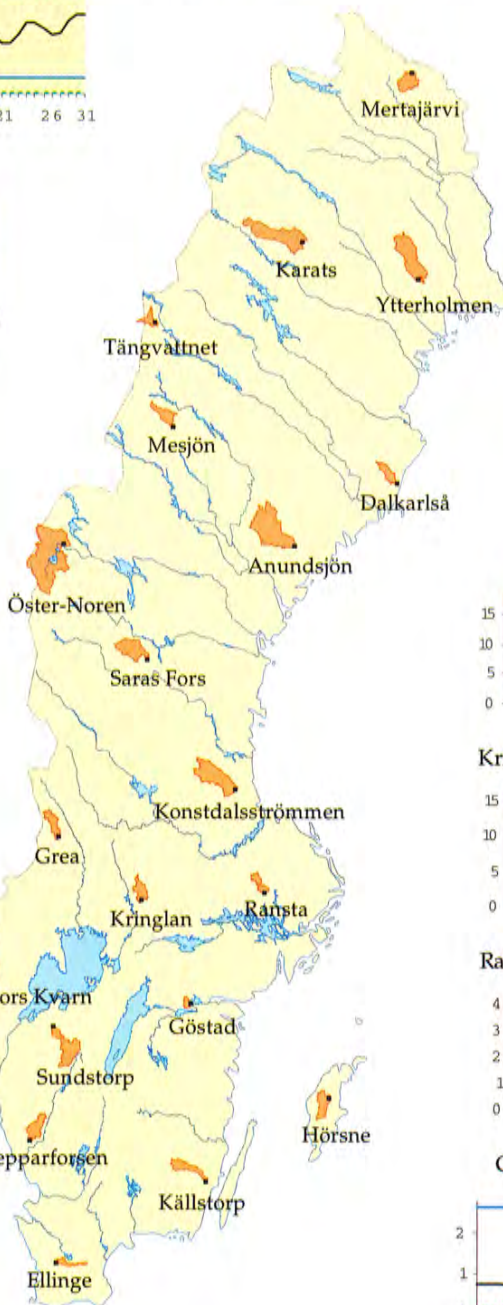 21 26 31
Mertajärvi
Karats
Ytterholmen
Tängvattnet
Mesjön
Dalkarlså
Anundsjön
Öster-Noren
15
10
Saras Fors
5
0
Kr
Konstdalsströmmen
15
10
Grea
5
Kringlan
Ransta
0
Ra
ors Kvarn
4
Göstad
3
2
Sundstorp
1
0
Hörsne
epparforsen
Källstorp
2
1
Ellinge